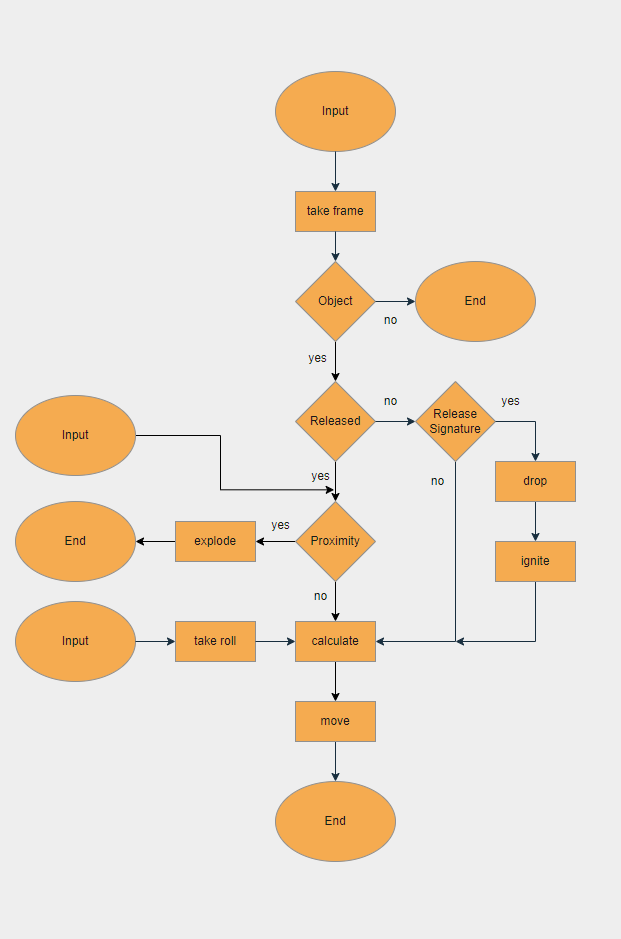 Input
take frame
Object
End
no
yes
Released
no
Release
Signature
yes
Input
yes
no
drop
End
explode
yes
Proximity
ignite
no
Input
take roll
calculate
move
End